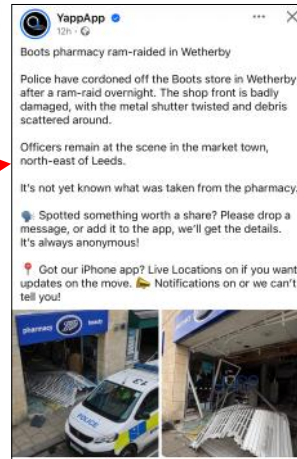 YappApp
12h
Boots pharmacy ram-raided in Wetherby
Police have cordoned off the Boots store in Wetherby
after a ram-raid overnight. The shop front is badly
damaged, with the metal shutter twisted and debris
scattered around.
Officers remain at the scene in the market town,
north-east of Leeds.
It's not yet known what was taken from the pharmacy.
🗣️ Spotted something worth a share? Please drop a
message, or add it to the app, we'll get the details.
It's always anonymous!
📍 Got our iPhone app? Live Locations on if you want
updates on the move. 📣 Notifications on or we can't
tell you!
pharmacy Boots beauty
13
POLICE